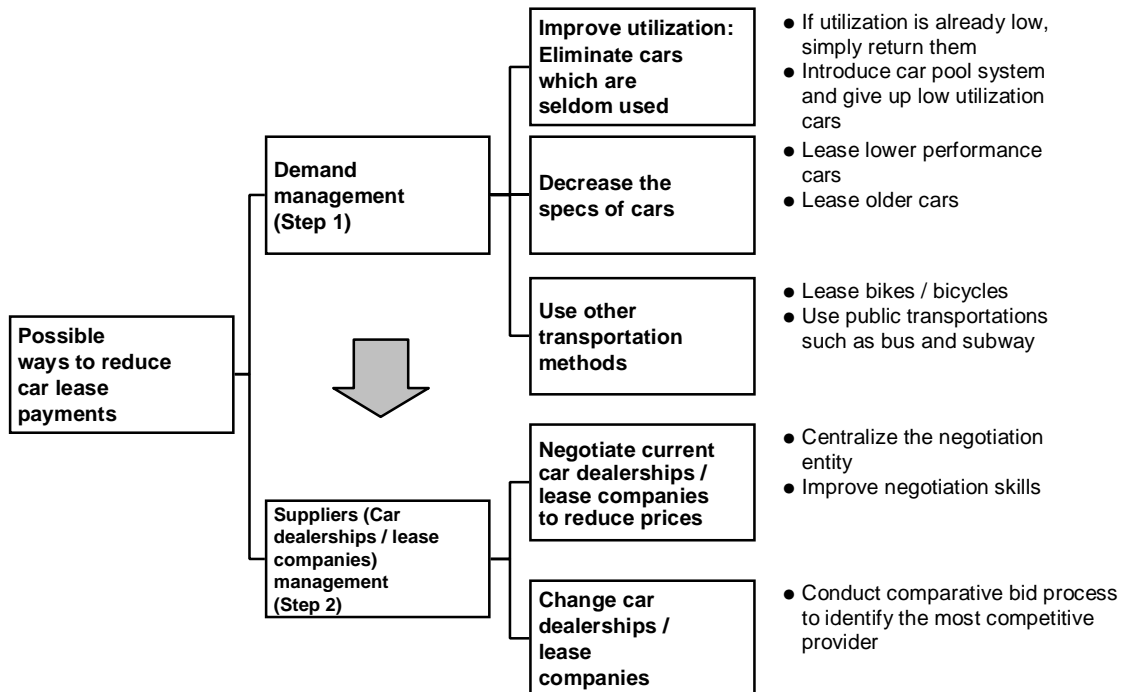 Possible
ways to reduce
car lease
payments
Demand
management
(Step 1)
Improve utilization:
Eliminate cars
which are
seldom used
● If utilization is already low,
simply return them
● Introduce car pool system
and give up low utilization
cars
Decrease the
specs of cars
● Lease lower performance
cars
● Lease older cars
Use other
transportation
methods
● Lease bikes / bicycles
● Use public transportations
such as bus and subway
Suppliers (Car
dealerships / lease
companies)
management
(Step 2)
Negotiate current
car dealerships /
lease companies
to reduce prices
● Centralize the negotiation
entity
● Improve negotiation skills
Change car
dealerships /
lease
companies
● Conduct comparative bid process
to identify the most competitive
provider